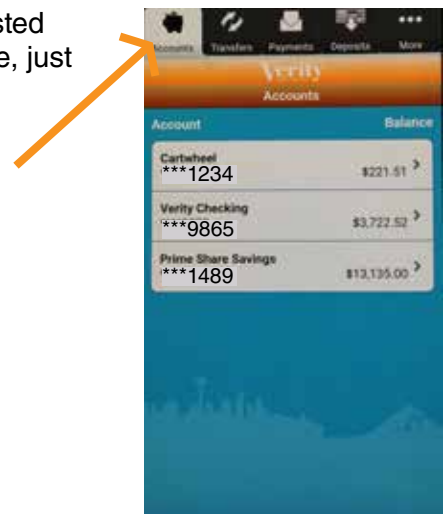 sted
e, just
Accounts Transfers Payments Deposits More
Verity
Accounts
Account Balance
Cartwheel
***1234 $221.51
Verity Checking
***9865 $3,722.52
Prime Share Savings
***1489 $13,135.00